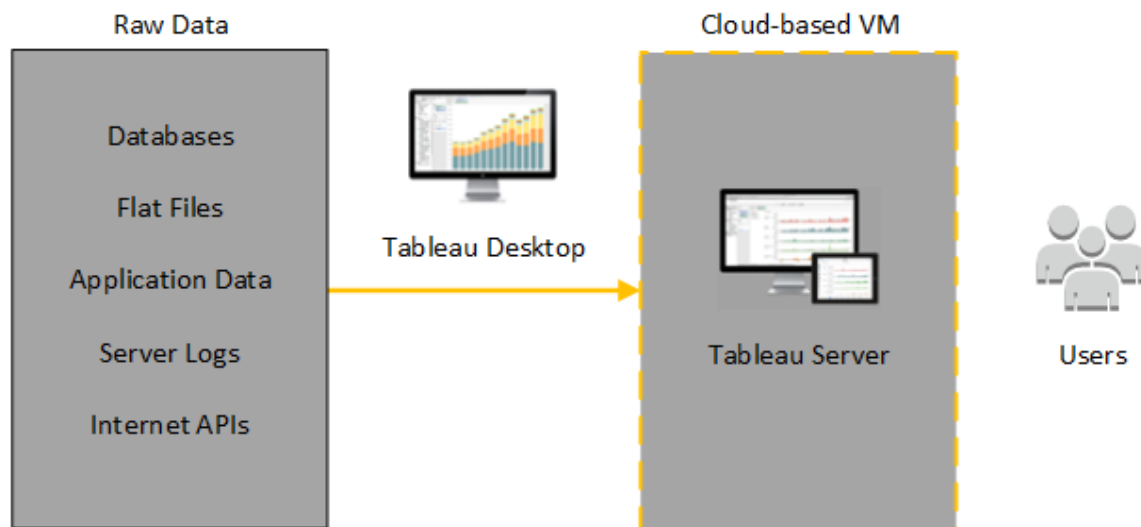 Raw Data
Databases
Flat Files
Application Data
Server Logs
Internet APIs
Tableau Desktop
Cloud-based VM
Tableau Server
Users